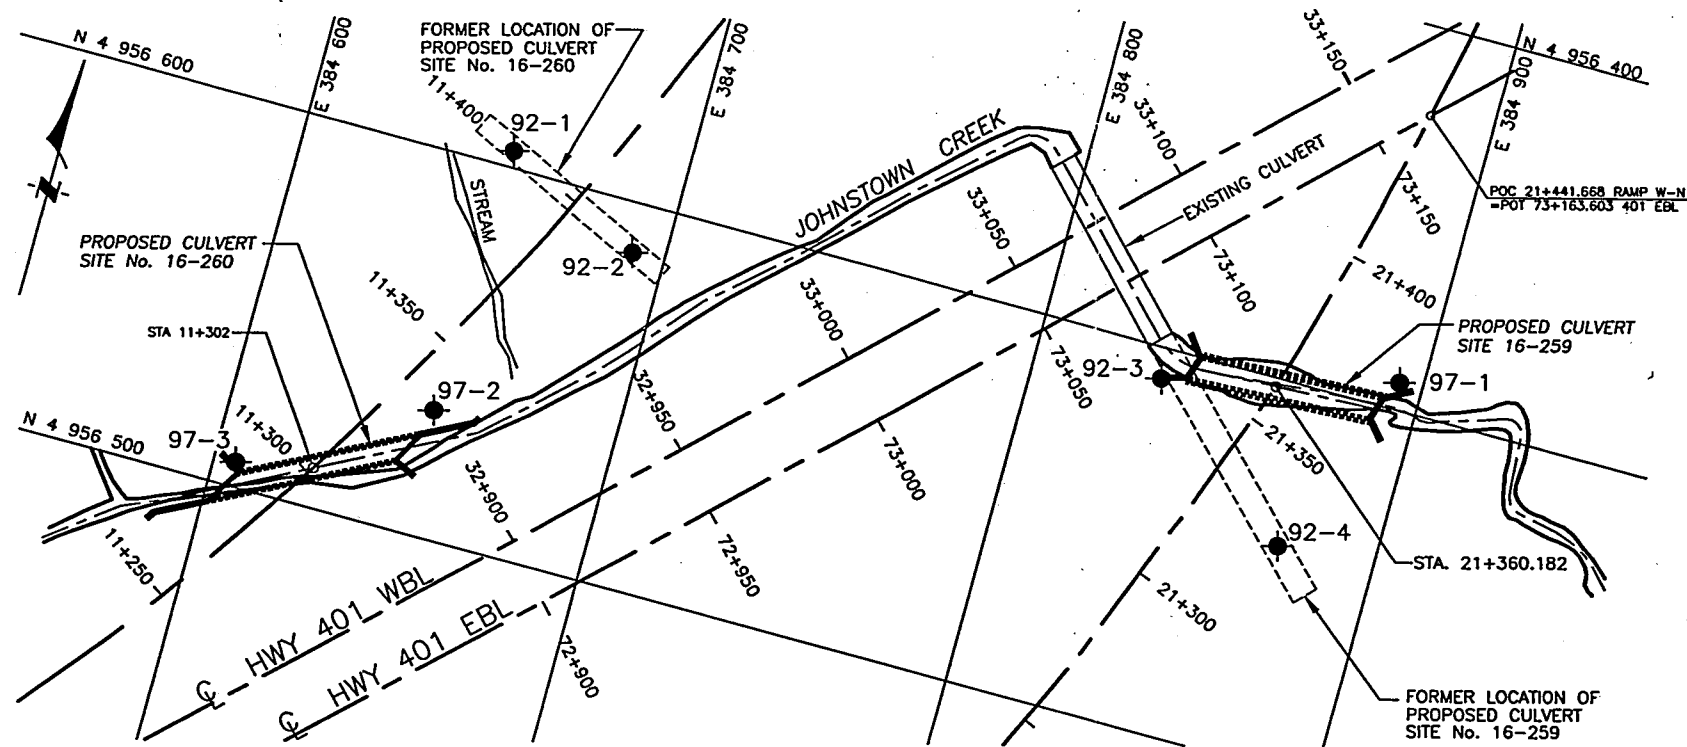 N 4 956 600
E 384 600
FORMER LOCATION OF
PROPOSED CULVERT
SITE No. 16-260
E 384 700
E 384 800
33+150
N 4 956 400
E 384 900
11+400
92-1
33+100
JOHNSTOWN CREEK
EXISTING CULVERT
73+150
POC 21+441.668 RAMP W-N
=POT 73+163.603 401 EBL
STREAM
33+050
PROPOSED CULVERT
SITE No. 16-260
N
92-2
11+350
33+000
73+100
21+400
STA 11+302
PROPOSED CULVERT
SITE 16-259
92-3
97-1
73+050
97-2
32+950
N 4 956 500
97-3
11+300
21+350
73+000
32+900
11+250
72+950
92-4
STA. 21+360.182
21+300
HWY 401 WBL
HWY 401 EBL
72+900
FORMER LOCATION OF
PROPOSED CULVERT
SITE No. 16-259